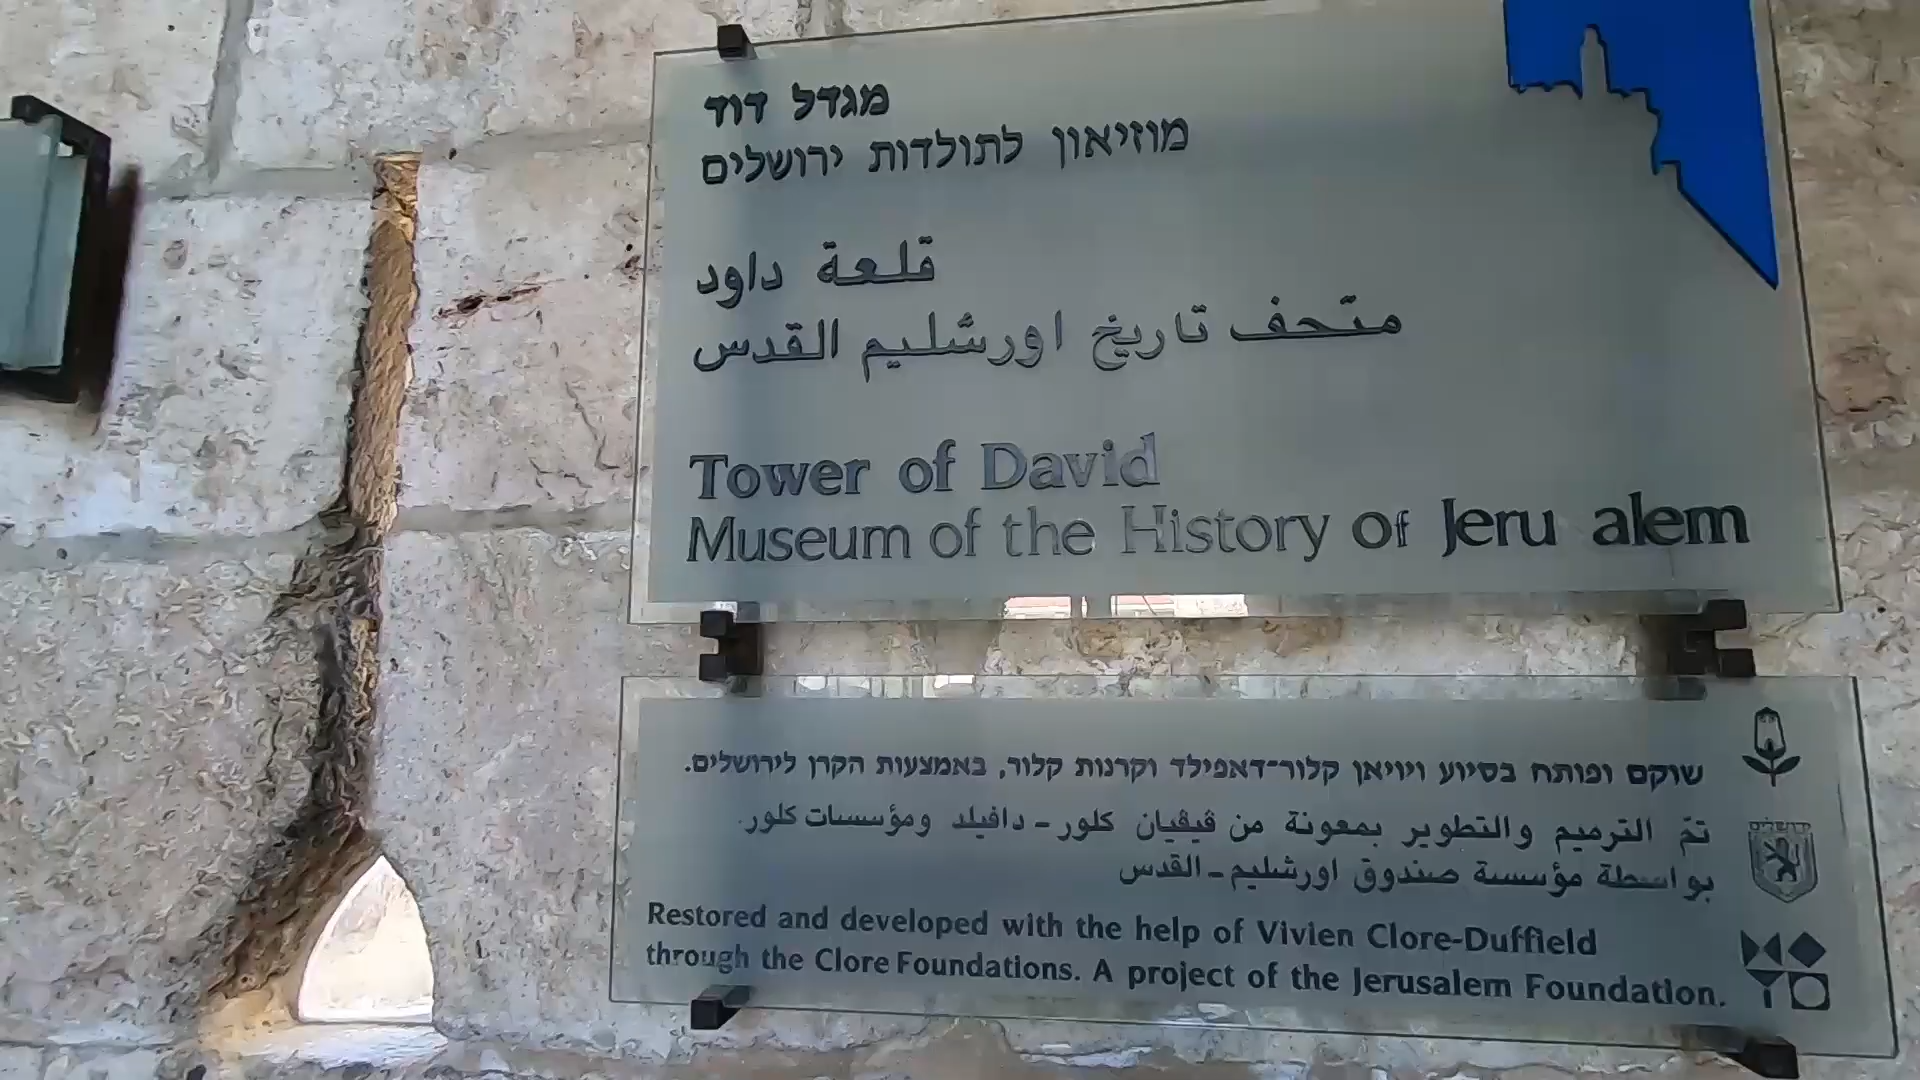 מגדל דוד
מוזיאון לתולדות ירושלים
قلعة داود
متحف تاريخ اورشليم القدس
Tower of David
Museum of the History of Jeru alem
שוקם ופותח בסיוע ויויאן קלור-דאפילד וקרנות קלור, באמצעות הקרן לירושלים.
تمّ الترميم والتطوير بمعونة من ڤيڤيان كلور - دافيلد ومؤسسات كلور.
بواسطة مؤسسة صندوق اورشليم - القدس
Restored and developed with the help of Vivien Clore-Duffield
through the Clore Foundations. A project of the Jerusalem Foundation.